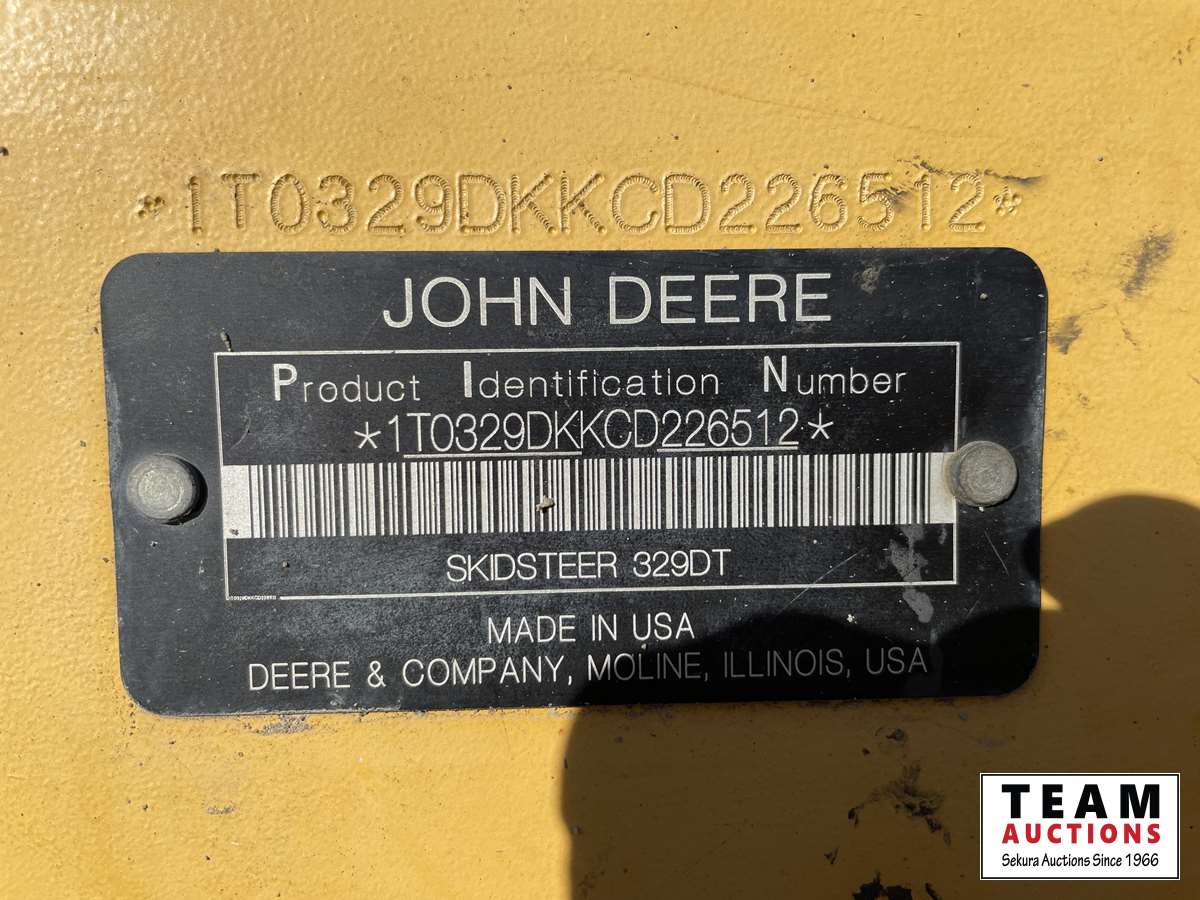 *1T0329DKKCD226512*
JOHN DEERE
Product Identification Number
*1T0329DKKCD226512*
SKIDSTEER 329DT
MADE IN USA
DEERE & COMPANY, MOLINE, ILLINOIS, USA
TEAM
AUCTIONS
Sekura Auctions Since 1966